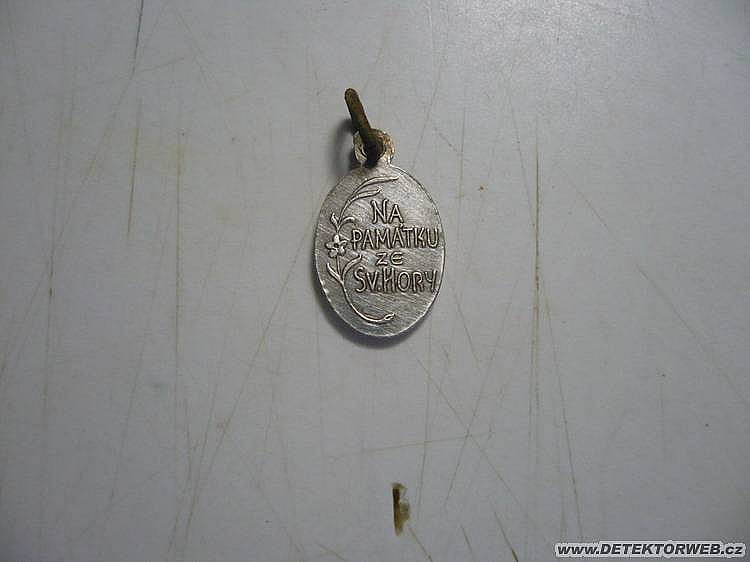 NA
PAMÁTKU
ZE
SV. HORY
www.DETEKTORWEB.cz